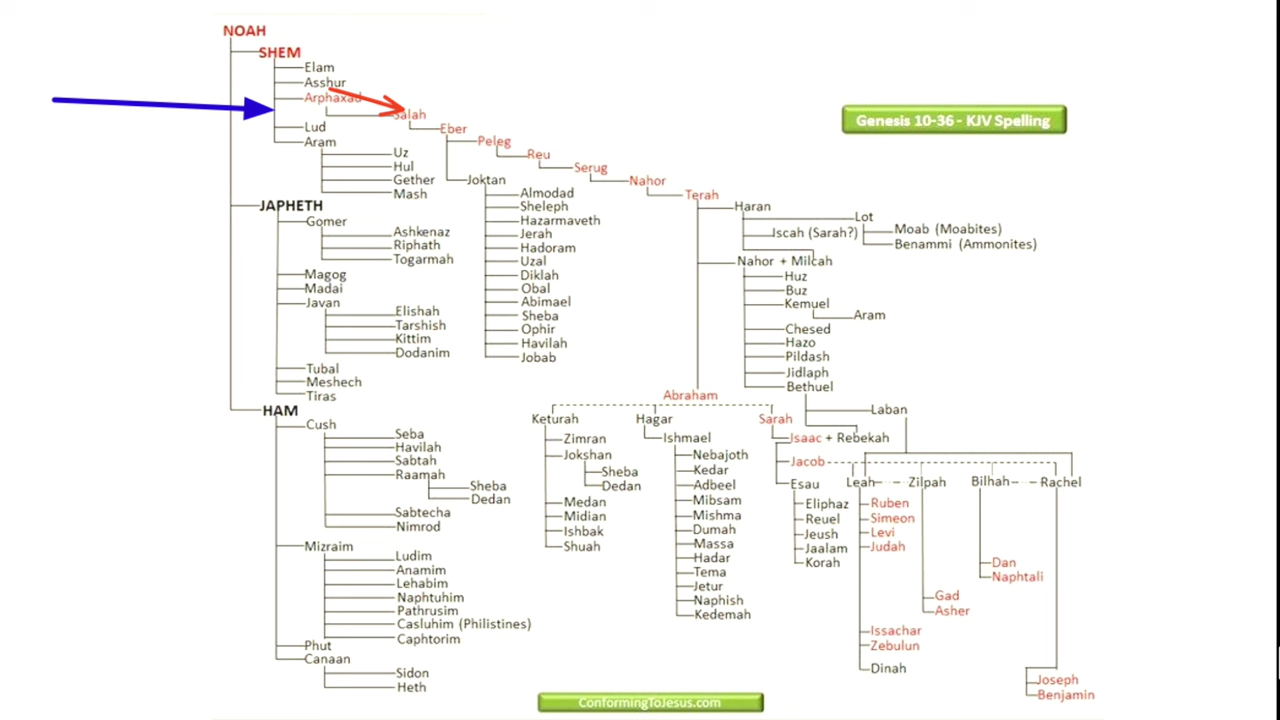 NOAH
SHEM
Elam
Asshur
Arphaxad
Salah
Genesis 10-36 - KJV Spelling
Lud
Eber
Aram
Peleg
Uz
Reu
Hul
Serug
Gether
Joktan
Nahor
Mash
Almodad
Terah
JAPHETH
Sheleph
Haran
Gomer
Hazarmaveth
Lot
Ashkenaz
Jerah
Iscah (Sarah?)
Moab (Moabites)
Riphath
Hadoram
Benammi (Ammonites)
Togarmah
Uzal
Nahor + Milcah
Magog
Diklah
Huz
Madai
Obal
Buz
Javan
Abimael
Kemuel
Elishah
Sheba
Aram
Tarshish
Ophir
Chesed
Kittim
Havilah
Hazo
Dodanim
Jobab
Pildash
Tubal
Jidlaph
Meshech
Bethuel
Tiras
Abraham
HAM
Laban
Cush
Keturah
Hagar
Sarah
Seba
Zimran
Ishmael
Isaac + Rebekah
Havilah
Jokshan
Nebajoth
Sabtah
Sheba
Kedar
Jacob
Raamah
Dedan
Adbeel
Esau
Leah
Zilpah
Bilhah
Rachel
Sheba
Medan
Mibsam
Eliphaz
Ruben
Dedan
Midian
Mishma
Reuel
Simeon
Sabtecha
Ishbak
Dumah
Jeush
Levi
Nimrod
Shuah
Massa
Jaalam
Judah
Mizraim
Hadar
Korah
Dan
Ludim
Tema
Naphtali
Anamim
Jetur
Gad
Lehabim
Naphish
Asher
Naphtuhim
Kedemah
Pathrusim
Issachar
Casluhim (Philistines)
Zebulun
Caphtorim
Dinah
Phut
Joseph
Canaan
Benjamin
Sidon
Heth
ConformingToJesus.com